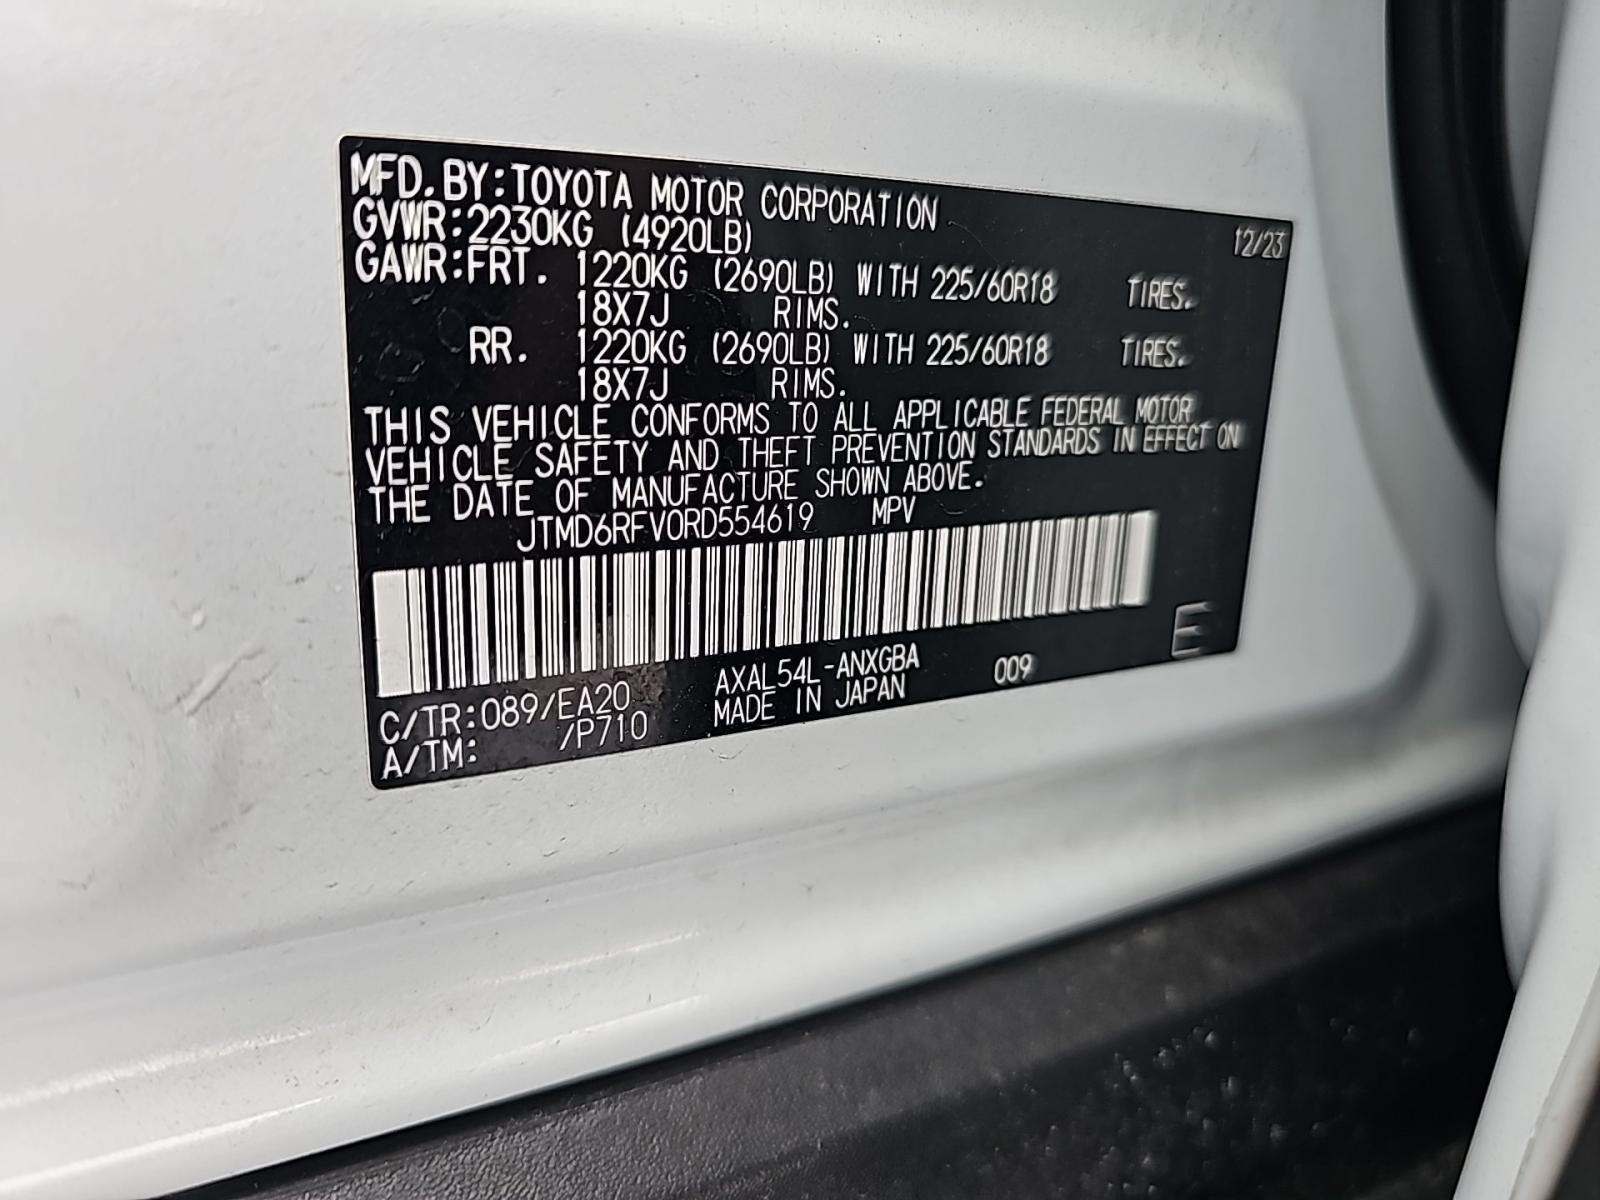 MFD.BY:TOYOTA MOTOR CORPORATION 12/23
GVWR:2230KG (4920LB)
GAWR:FRT. 1220KG (2690LB) WITH 225/60R18 TIRES.
18X7J RIMS.
RR. 1220KG (2690LB) WITH 225/60R18 TIRES.
18X7J RIMS.
THIS VEHICLE CONFORMS TO ALL APPLICABLE FEDERAL MOTOR
VEHICLE SAFETY AND THEFT PREVENTION STANDARDS IN EFFECT ON
THE DATE OF MANUFACTURE SHOWN ABOVE.
JTMD6RFV0RD554619 MPV
E
C/TR:089/EA20 AXAL54L-ANXGBA 009
A/TM: /P710 MADE IN JAPAN